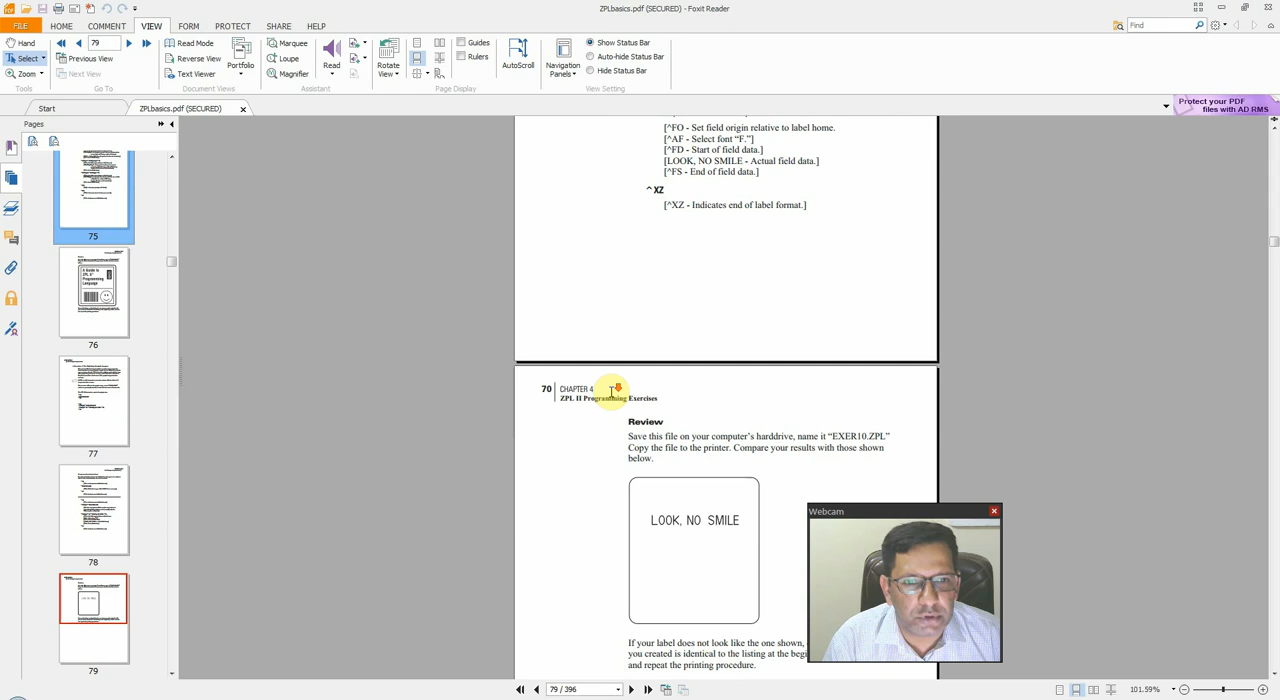 ZPLbasics.pdf (SECURED) - Foxit Reader
FILE HOME COMMENT VIEW FORM PROTECT SHARE HELP
Find
Hand
Select
Zoom
Tools
79
Previous View
Next View
Go To
Read Mode
Reverse View
Text Viewer
Portfolio
Document Views
Marquee
Loupe
Magnifier
Read
Assistant
Rotate
View
Guides
Rulers
Page Display
AutoScroll
Navigation
Panels
Show Status Bar
Auto-hide Status Bar
Hide Status Bar
View Setting
Start
ZPLbasics.pdf (SECURED)
Protect your PDF
files with AD RMS
Pages
75
A Guide to
ZPL II
Programming
Language
76
77
78
79
[^FO - Set field origin relative to label home.
[^AF - Select font “F.”]
[^FD - Start of field data.]
[LOOK, NO SMILE - Actual field data.]
[^FS - End of field data.]
^XZ
[^XZ - Indicates end of label format.]
70
CHAPTER 4
ZPL II Programming Exercises
Review
Save this file on your computer's harddrive, name it “EXER10.ZPL”
Copy the file to the printer. Compare your results with those shown
below.
LOOK, NO SMILE
If your label does not look like the one shown,
you created is identical to the listing at the begi
and repeat the printing procedure.
Webcam
79 / 396
101.59%